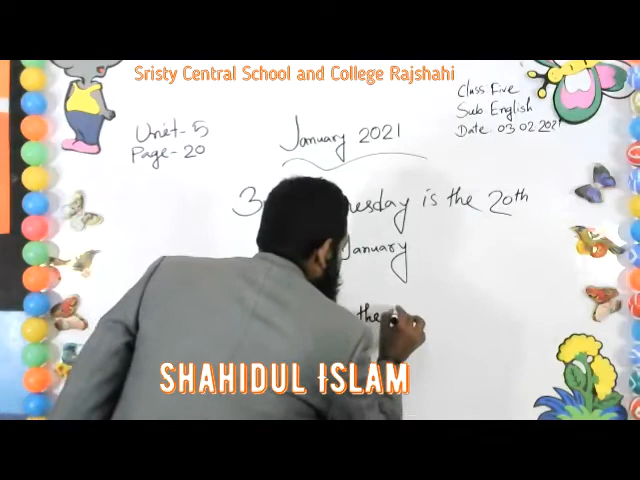 Sristy Central School and College Rajshahi
Class Five
Sub English
Date 03 02 2021
Unit-5
Page-20
January 2021
3 is the 20th
January
the
SHAHIDUL ISLAM